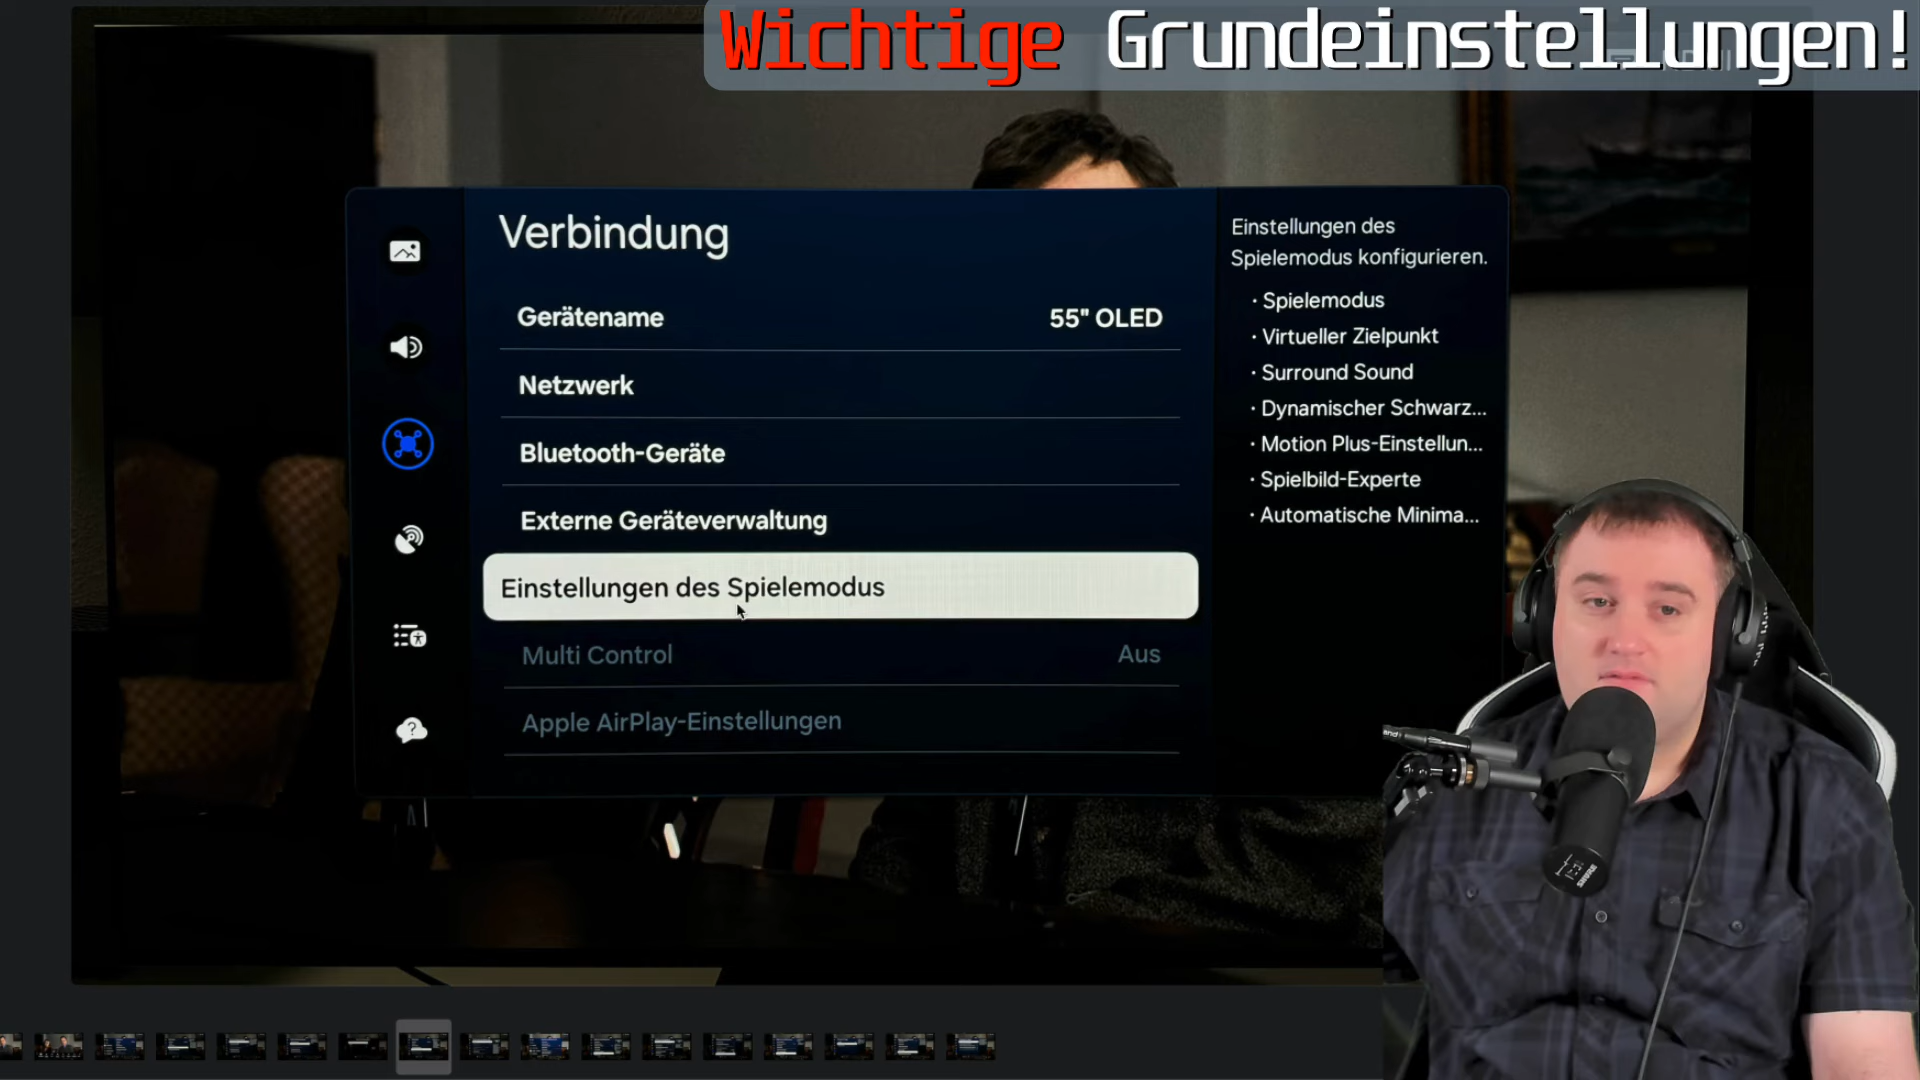 Wichtige Grundeinstellungen!
Verbindung
Gerätename 55" OLED
Netzwerk
Bluetooth-Geräte
Externe Geräteverwaltung
Einstellungen des Spielemodus
Multi Control Aus
Apple AirPlay-Einstellungen
Einstellungen des
Spielemodus konfigurieren.
· Spielemodus
· Virtueller Zielpunkt
· Surround Sound
· Dynamischer Schwarz...
· Motion Plus-Einstellun...
· Spielbild-Experte
· Automatische Minima...